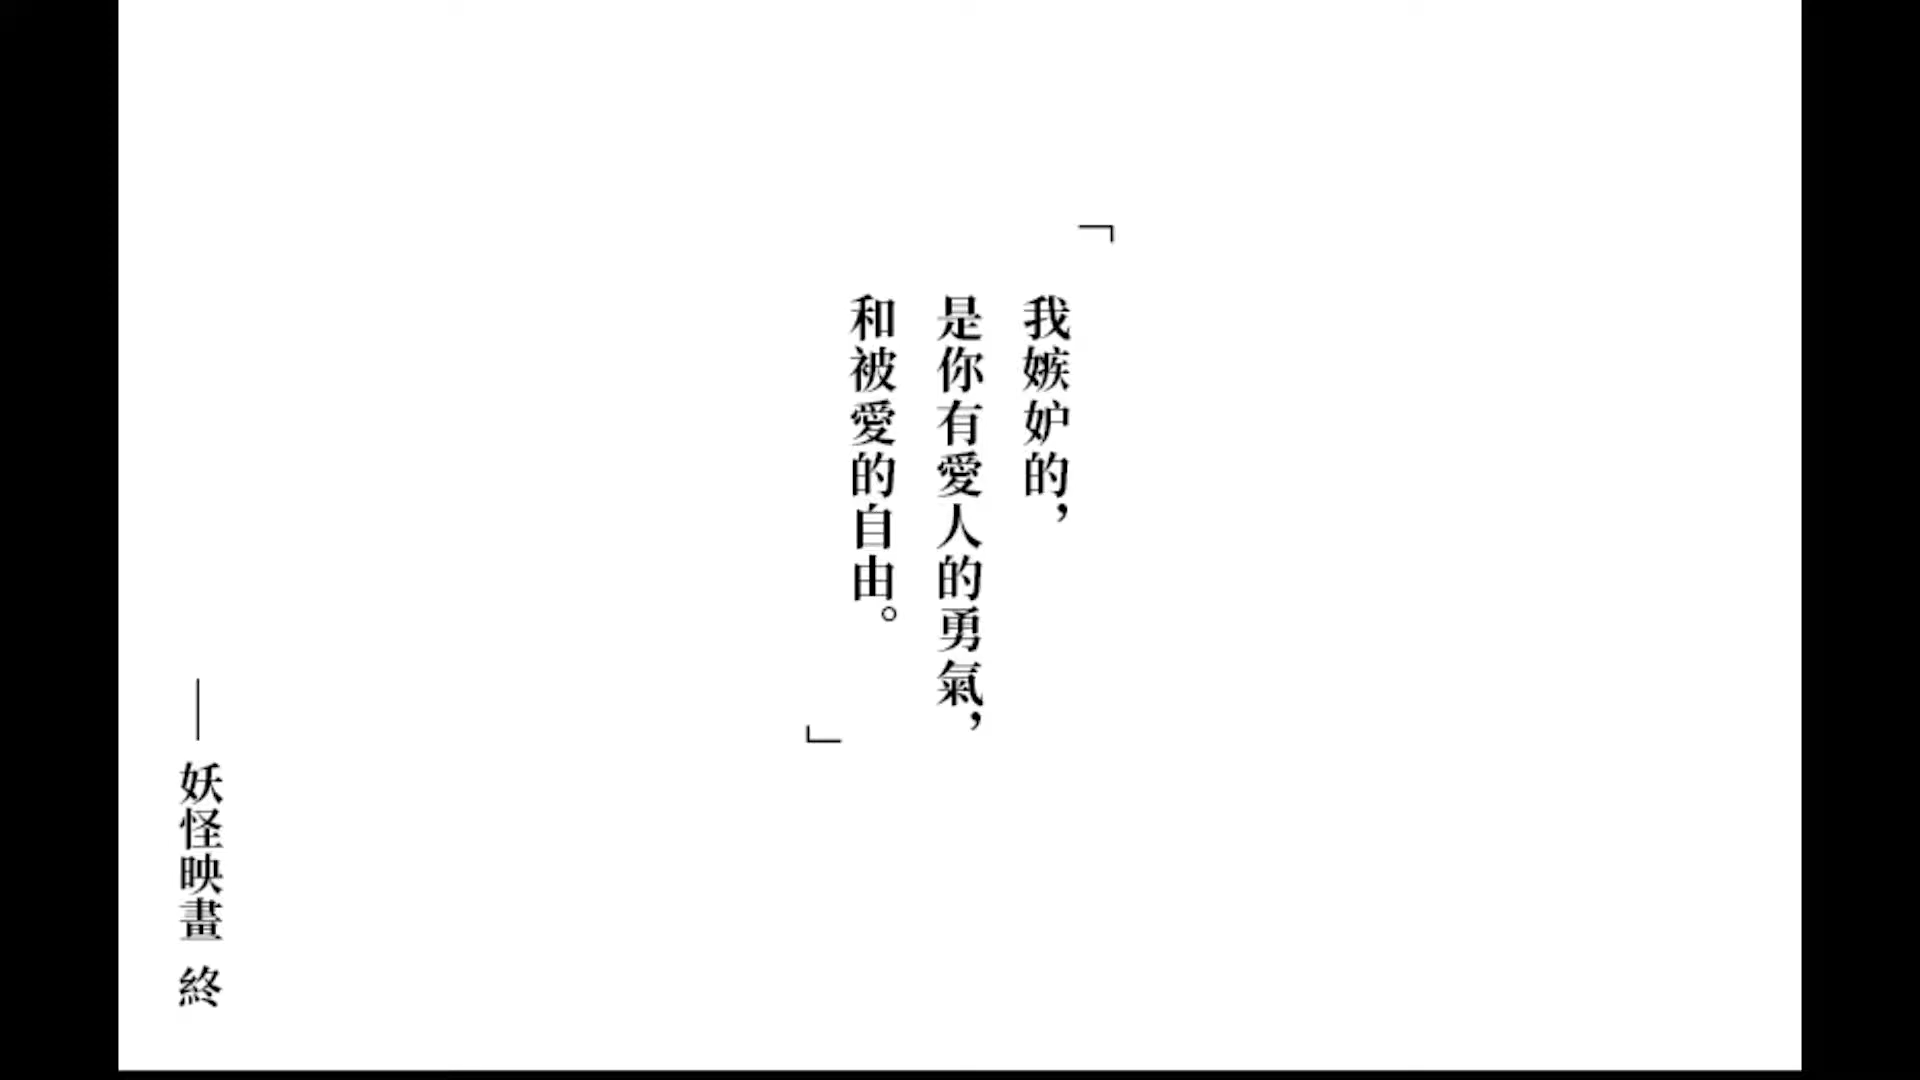 「
我嫉妒的，
是你有愛人的勇氣，
和被愛的自由。
」
—— 妖怪映畫 終